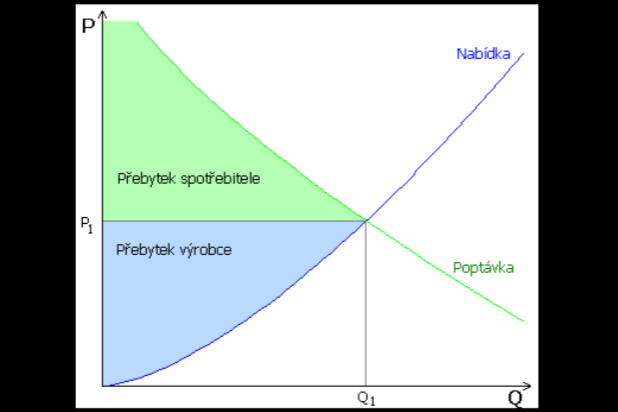 P
Nabídka
Přebytek spotřebitele
P1
Přebytek výrobce
Poptávka
Q1
Q